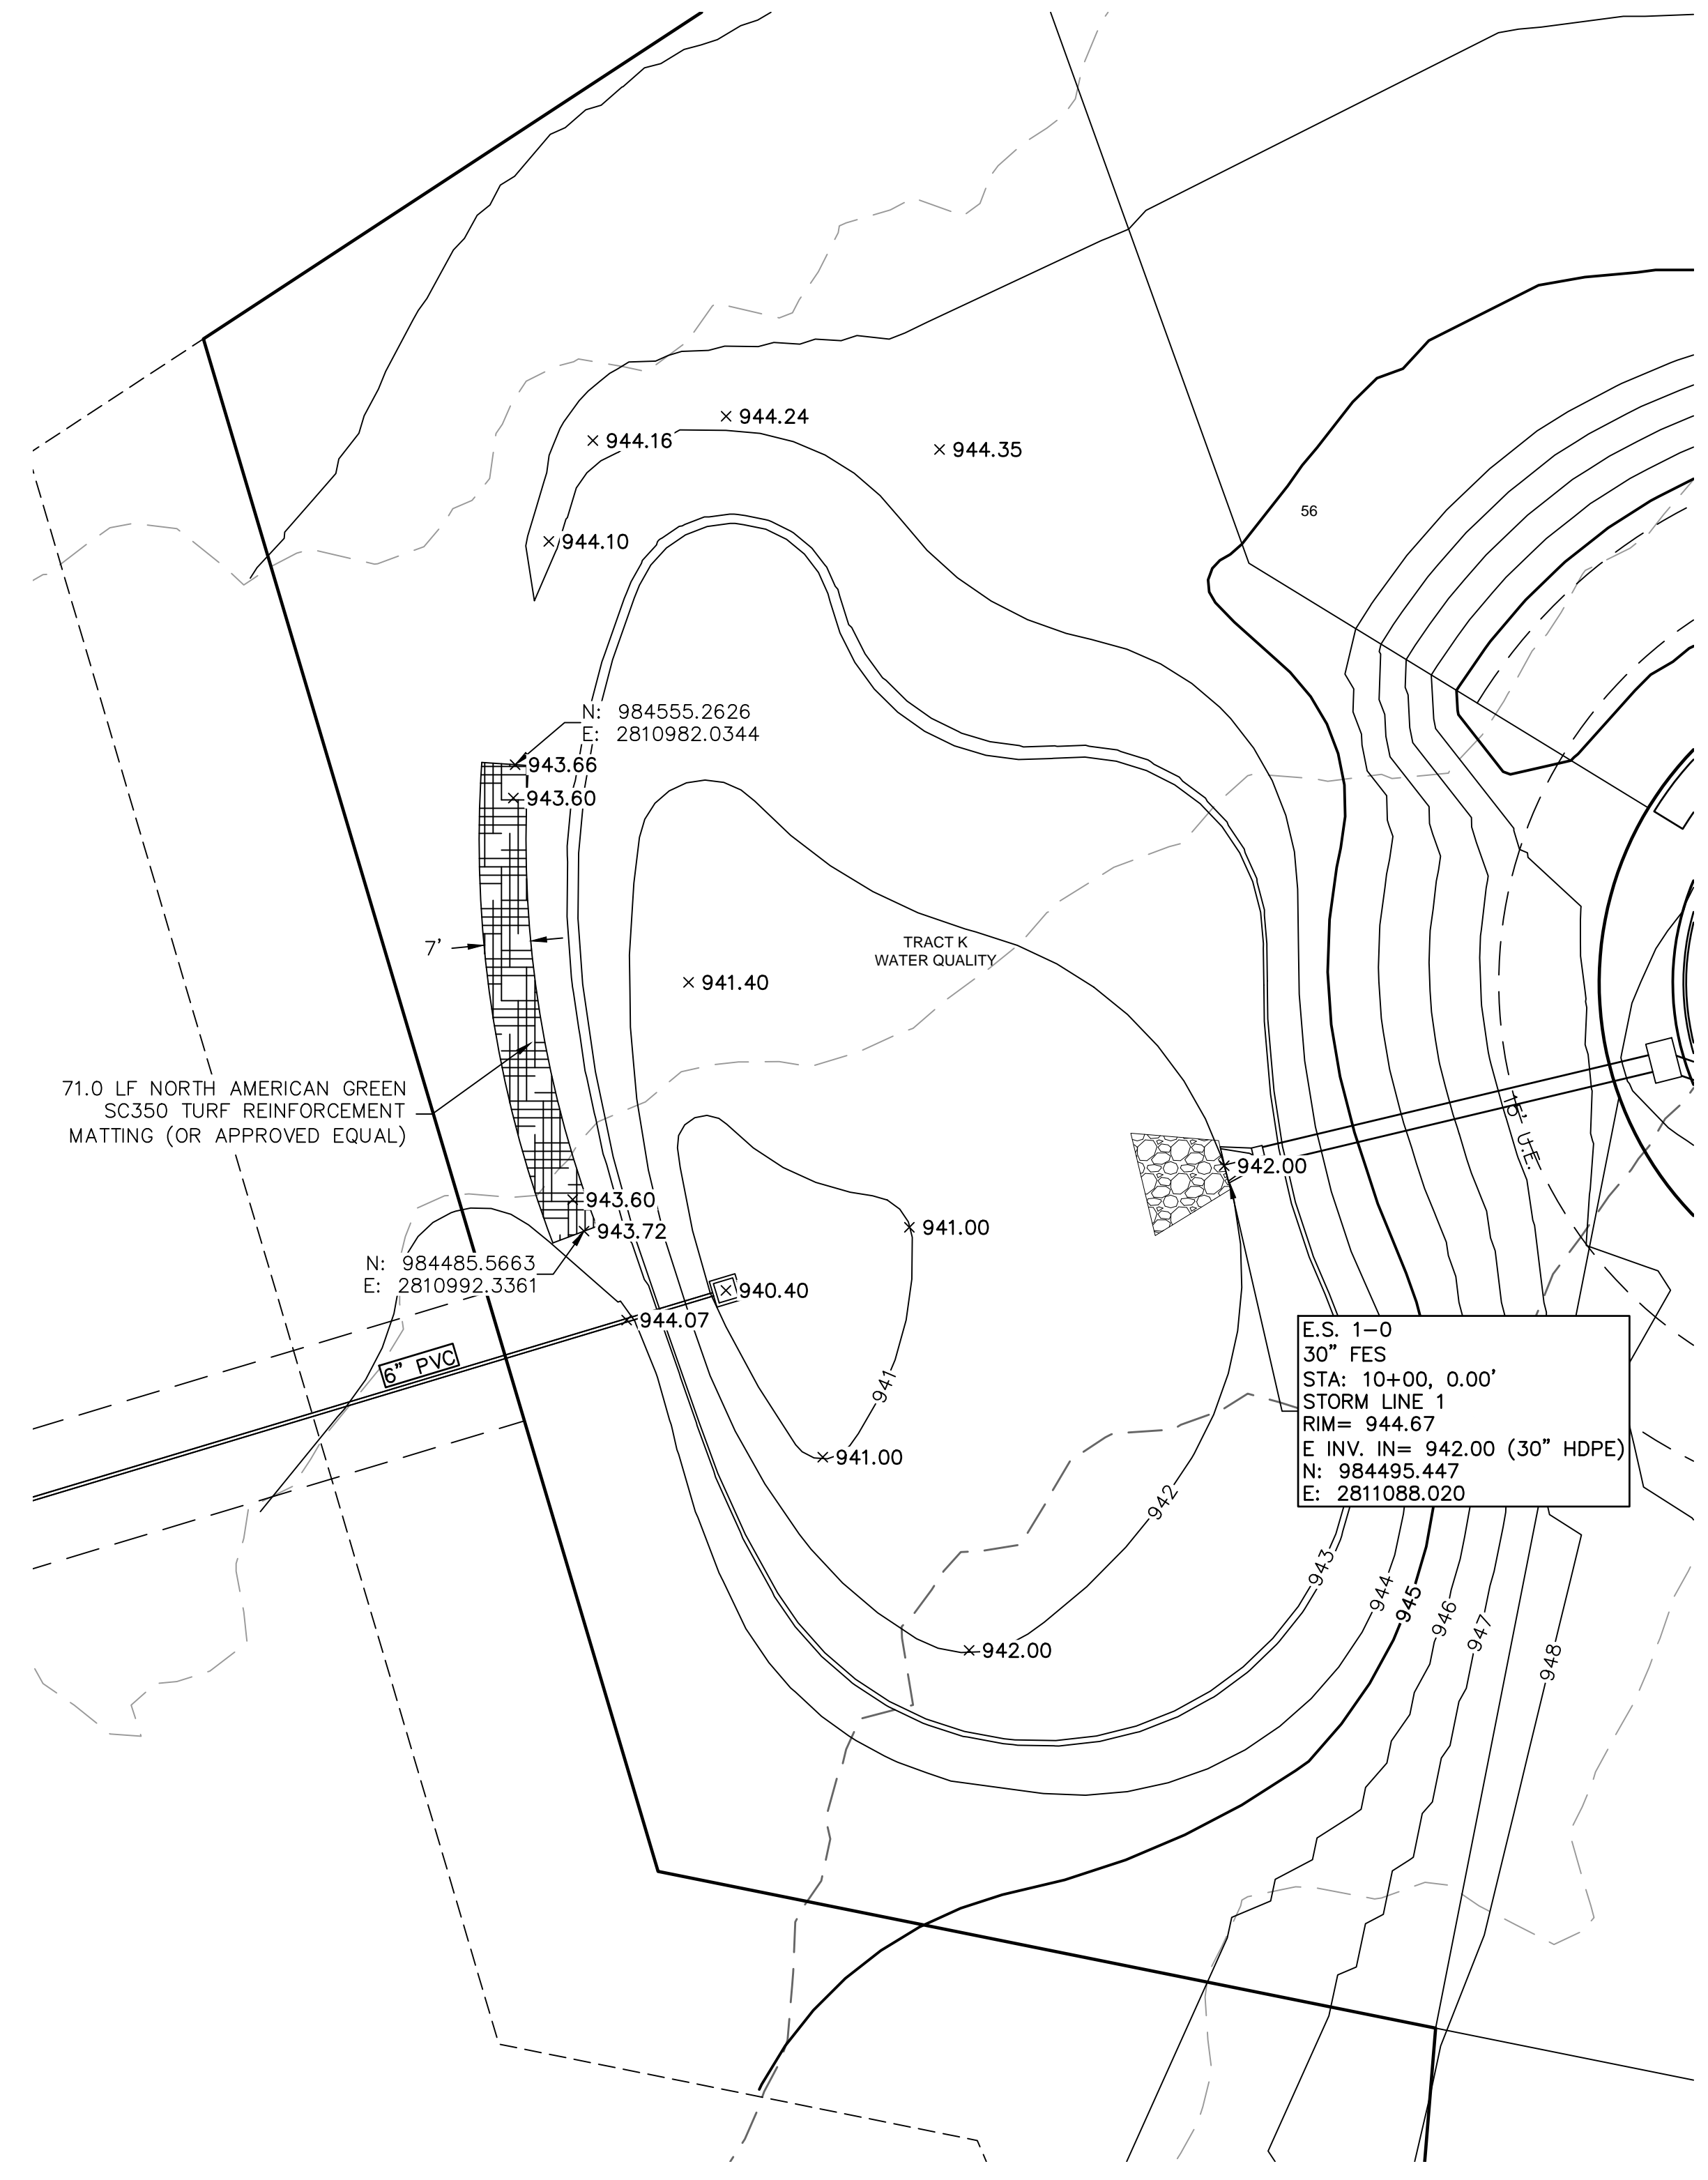 944.24
944.16
944.35
944.10
56
N: 984555.2626
E: 2810982.0344
943.66
943.60
7'
TRACT K
WATER QUALITY
941.40
71.0 LF NORTH AMERICAN GREEN
SC350 TURF REINFORCEMENT
MATTING (OR APPROVED EQUAL)
15' U.E.
942.00
943.60
943.72
941.00
N: 984485.5663
E: 2810992.3361
940.40
944.07
6" PVC
941
E.S. 1-0
30" FES
STA: 10+00, 0.00'
STORM LINE 1
RIM= 944.67
E INV. IN= 942.00 (30" HDPE)
N: 984495.447
E: 2811088.020
941.00
942
943
944
945
946
947
948
942.00